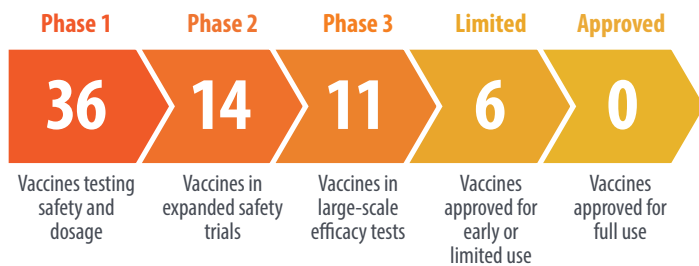 Phase 1
Phase 2
Phase 3
Limited
Approved
36
14
11
6
0
Vaccines testing
safety and
dosage
Vaccines in
expanded safety
trials
Vaccines in
large-scale
efficacy tests
Vaccines
approved for
early or
limited use
Vaccines
approved for
full use